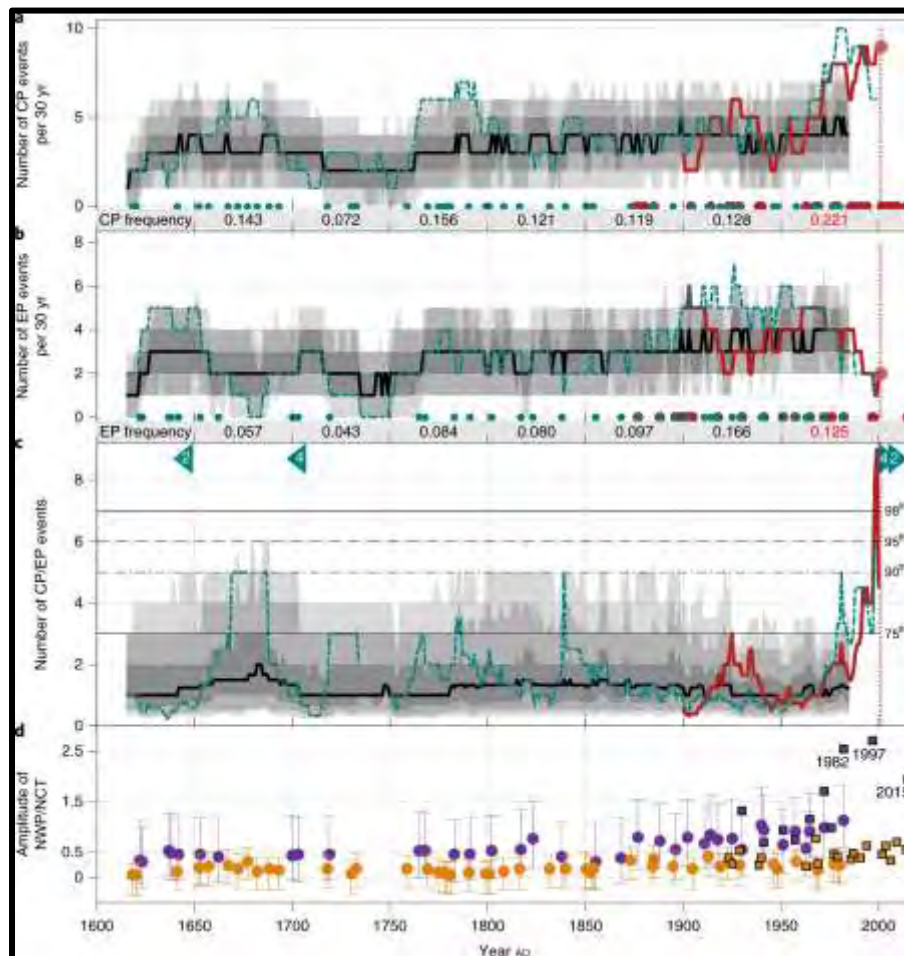 a
Number of CP events
per 30 yr
10
5
0
CP frequency 0.143 0.072 0.156 0.121 0.119 0.128 0.221
b
Number of EP events
per 30 yr
8
6
4
2
0
EP frequency 0.057 0.043 0.084 0.080 0.097 0.166 0.125
c
Number of CP/EP events
8
6
4
2
0
98
95
90
75
d
Amplitude of
NWP/NCT
2.5
1.5
0.5
0
1982
1997
2015
1600 1650 1700 1750 1800 1850 1900 1950 2000
Year AD